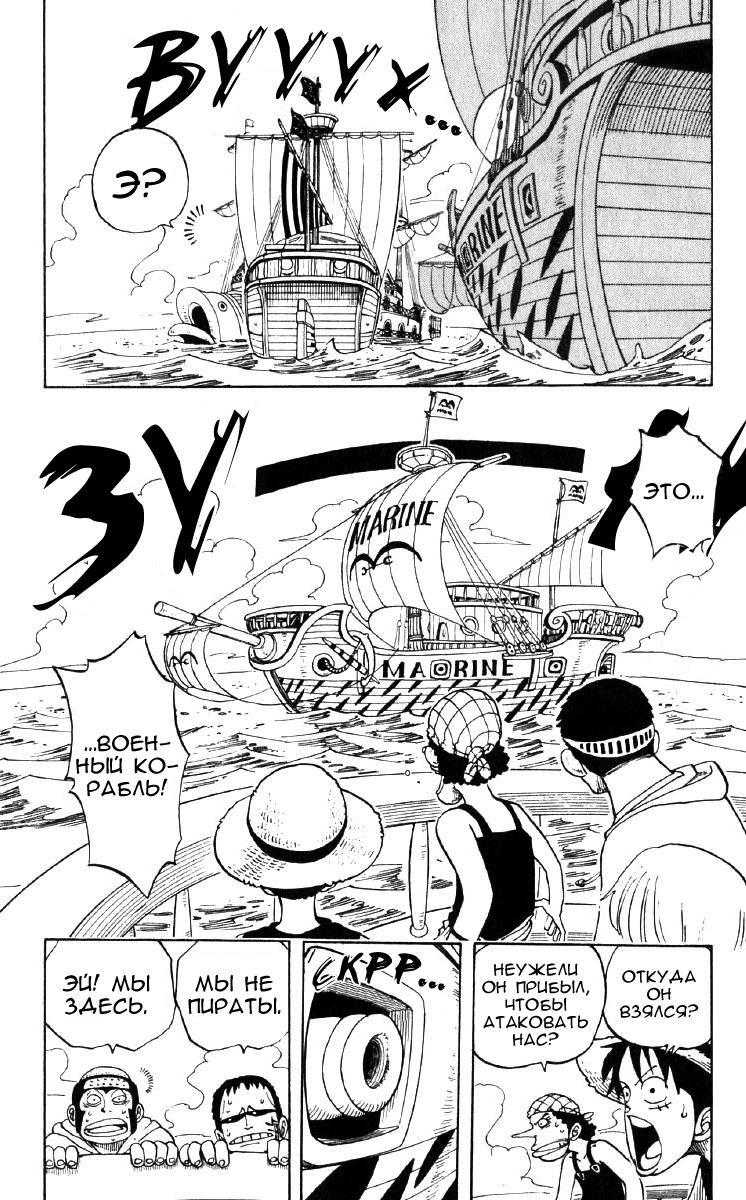 ВУУУХ...
Э?
MARINE
ЗУ
ЭТО...
MARINE
MARINE
...ВОЕН-
НЫЙ КО-
РАБЛЬ!
ОТКУДА
ОН
ВЗЯЛСЯ?
НЕУЖЕЛИ
ОН ПРИБЫЛ,
ЧТОБЫ
АТАКОВАТЬ
НАС?
СКРР...
МЫ НЕ
ПИРАТЫ.
ЭЙ! МЫ
ЗДЕСЬ.